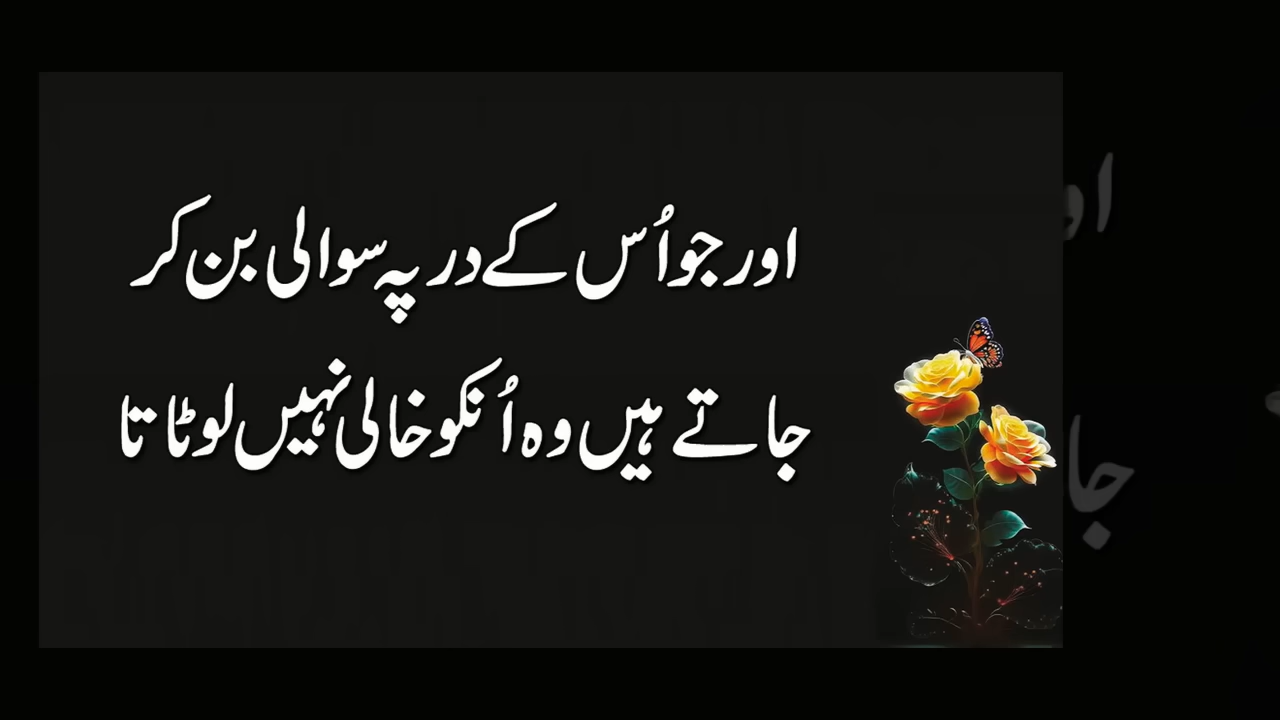 اور جو اُس کے در پہ سوالی بن کر
جاتے ہیں وہ اُنکو خالی نہیں لوٹاتا